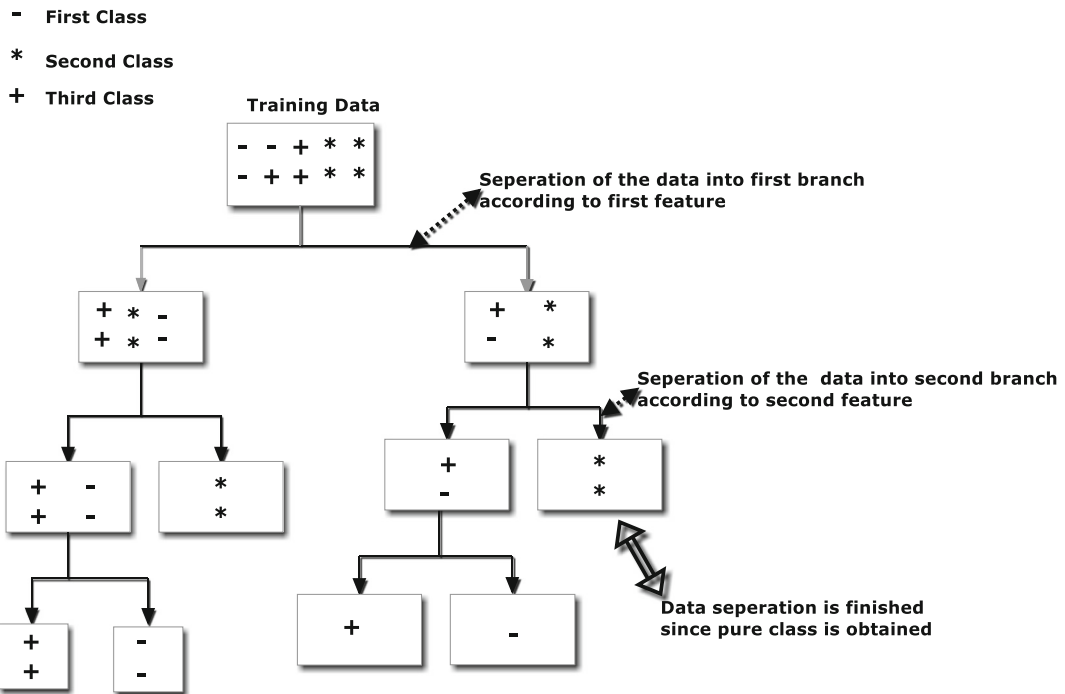 - First Class
* Second Class
+ Third Class
Training Data
- - + * *
- + + * *
Seperation of the data into first branch
according to first feature
+ * -
+ * -
+ *
- *
Seperation of the data into second branch
according to second feature
+ -
+ -
*
*
+
-
*
*
+
+
-
-
+
-
Data seperation is finished
since pure class is obtained